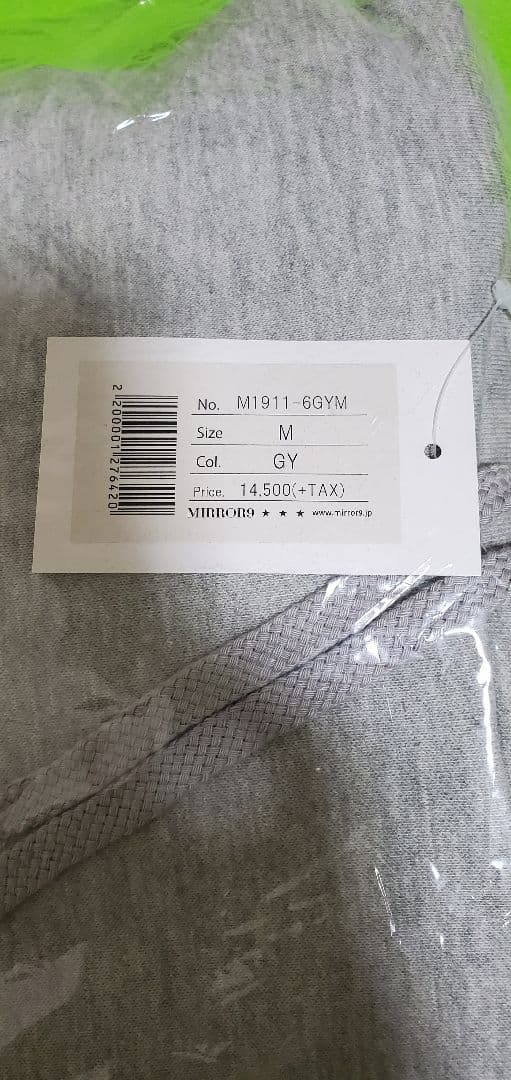 No. M1911-6GYM
Size M
Col. GY
Price. 14.500(+TAX)
MIRROR9 ★ ★ ★ www.mirror9.jp
2200001276420